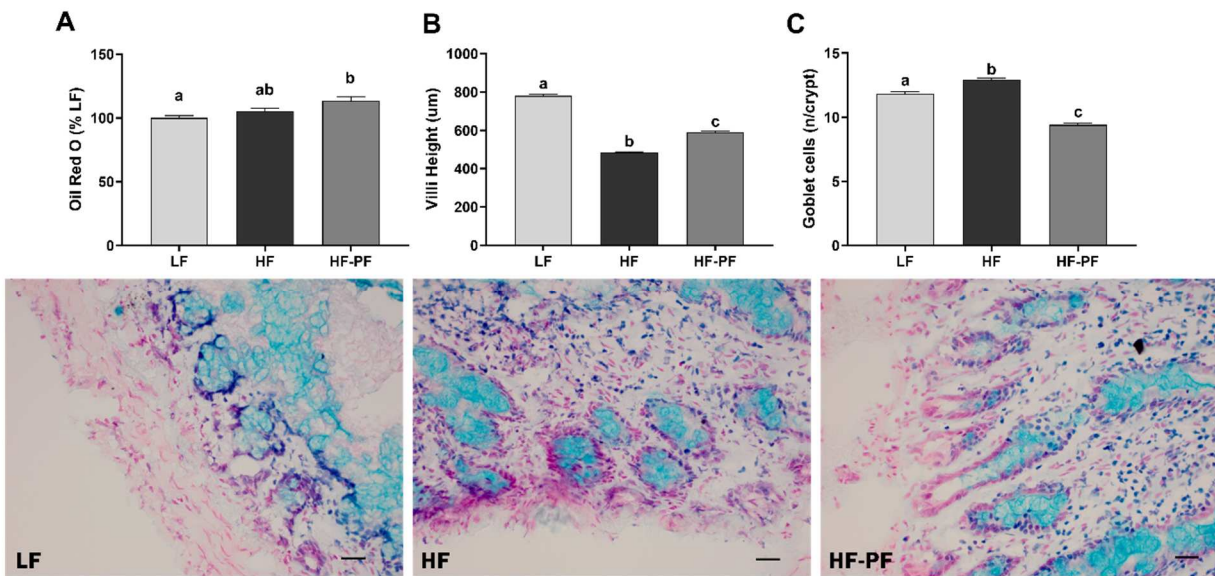 A
Oil Red O (% LF)
150
100
50
0
a
ab
b
LF
HF
HF-PF
B
Villi Height (um)
1000
800
600
400
200
0
a
b
c
LF
HF
HF-PF
C
Goblet cells (n/crypt)
15
10
5
0
a
b
c
LF
HF
HF-PF
LF
HF
HF-PF